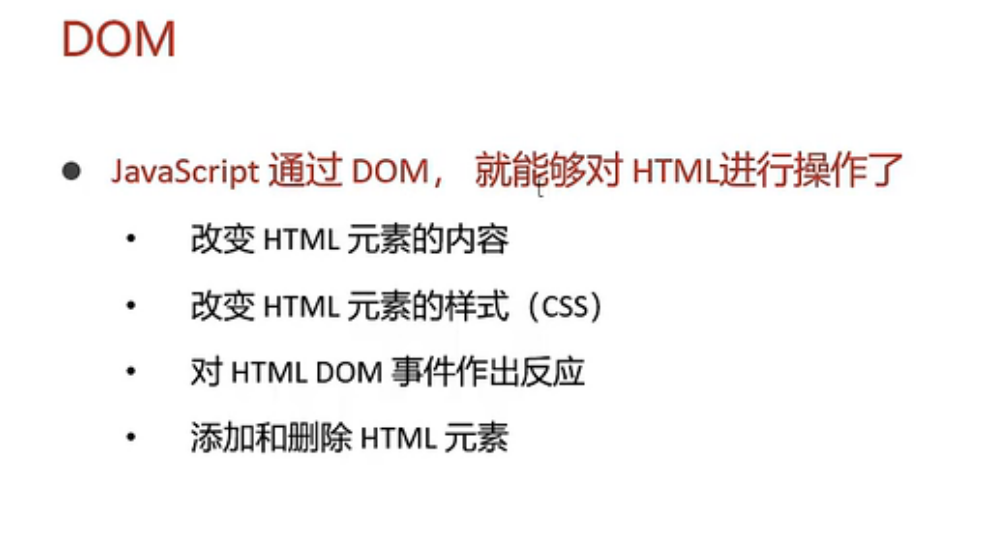 DOM
● JavaScript 通过 DOM， 就能够对 HTML进行操作了
• 改变 HTML 元素的内容
• 改变 HTML 元素的样式（CSS）
• 对 HTML DOM 事件作出反应
• 添加和删除 HTML 元素